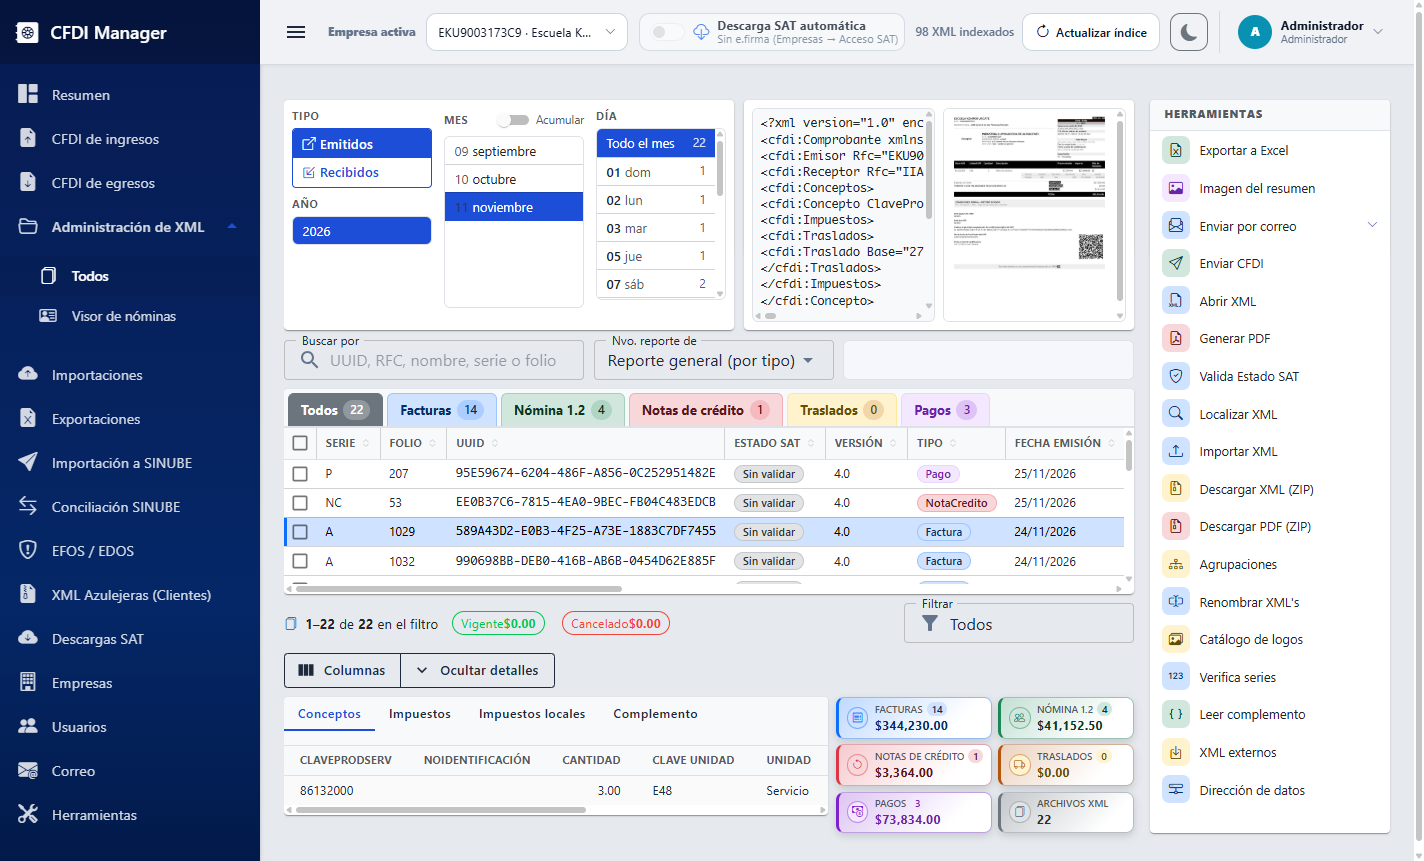 CFDI Manager
Empresa activa
EKU9003173C9 · Escuela K...
Descarga SAT automática
Sin e.firma (Empresas → Acceso SAT)
98 XML indexados
Actualizar índice
A
Administrador
Administrador
Resumen
CFDI de ingresos
CFDI de egresos
Administración de XML
Todos
Visor de nóminas
Importaciones
Exportaciones
Importación a SINUBE
Conciliación SINUBE
EFOS / EDOS
XML Azulejeras (Clientes)
Descargas SAT
Empresas
Usuarios
Correo
Herramientas
TIPO
Emitidos
Recibidos
AÑO
2026
MES
Acumular
09 septiembre
10 octubre
11 noviembre
DÍA
Todo el mes 22
01 dom 1
02 lun 1
03 mar 1
05 jue 1
07 sáb 2
<?xml version="1.0" enc
<cfdi:Comprobante xmlns
<cfdi:Emisor Rfc="EKU90
<cfdi:Receptor Rfc="IIA
<cfdi:Conceptos>
<cfdi:Concepto ClavePro
<cfdi:Impuestos>
<cfdi:Traslados>
<cfdi:Traslado Base="27
</cfdi:Traslados>
</cfdi:Impuestos>
</cfdi:Concepto>
Buscar por
UUID, RFC, nombre, serie o folio
Nvo. reporte de
Reporte general (por tipo)
Todos 22
Facturas 14
Nómina 1.2 4
Notas de crédito 1
Traslados 0
Pagos 3
SERIE FOLIO UUID ESTADO SAT VERSIÓN TIPO FECHA EMISIÓN
P 207 95E59674-6204-486F-A856-0C252951482E Sin validar 4.0 Pago 25/11/2026
NC 53 EE0B37C6-7815-4EA0-9BEC-FB04C483EDCB Sin validar 4.0 NotaCredito 25/11/2026
A 1029 589A43D2-E0B3-4F25-A73E-1883C7DF7455 Sin validar 4.0 Factura 24/11/2026
A 1032 990698BB-DEB0-416B-AB6B-0454D62E885F Sin validar 4.0 Factura 24/11/2026
1–22 de 22 en el filtro
Vigente$0.00
Cancelado$0.00
Filtrar
Todos
Columnas
Ocultar detalles
Conceptos
Impuestos
Impuestos locales
Complemento
CLAVEPRODSERV NOIDENTIFICACIÓN CANTIDAD CLAVE UNIDAD UNIDAD
86132000 3.00 E48 Servicio
FACTURAS 14
$344,230.00
NÓMINA 1.2 4
$41,152.50
NOTAS DE CRÉDITO 1
$3,364.00
TRASLADOS 0
$0.00
PAGOS 3
$73,834.00
ARCHIVOS XML
22
HERRAMIENTAS
Exportar a Excel
Imagen del resumen
Enviar por correo
Enviar CFDI
Abrir XML
Generar PDF
Valida Estado SAT
Localizar XML
Importar XML
Descargar XML (ZIP)
Descargar PDF (ZIP)
Agrupaciones
Renombrar XML's
Catálogo de logos
123 Verifica series
Leer complemento
XML externos
Dirección de datos